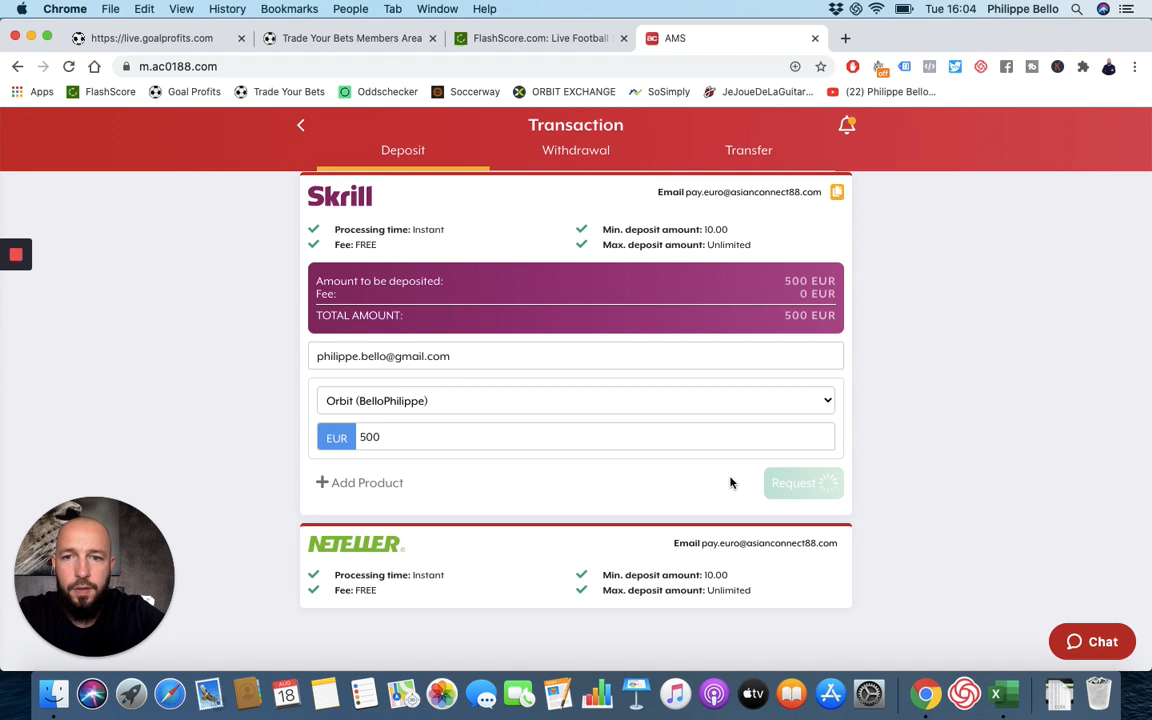 Chrome File Edit View History Bookmarks People Tab Window Help Tue 16:04 Philippe Bello
https://live.goalprofits.com Trade Your Bets Members Area FlashScore.com: Live Football AMS
m.ac0188.com off
Apps FlashScore Goal Profits Trade Your Bets Oddschecker Soccerway ORBIT EXCHANGE SoSimply JeJoueDeLaGuitar... (22) Philippe Bello...
Transaction
Deposit Withdrawal Transfer
Skrill Email pay.euro@asianconnect88.com
Processing time: Instant Min. deposit amount: 10.00
Fee: FREE Max. deposit amount: Unlimited
Amount to be deposited: 500 EUR
Fee: 0 EUR
TOTAL AMOUNT: 500 EUR
philippe.bello@gmail.com
Orbit (BelloPhilippe)
EUR 500
Add Product Request
NETELLER Email pay.euro@asianconnect88.com
Processing time: Instant Min. deposit amount: 10.00
Fee: FREE Max. deposit amount: Unlimited
Chat
AUG
18
tv